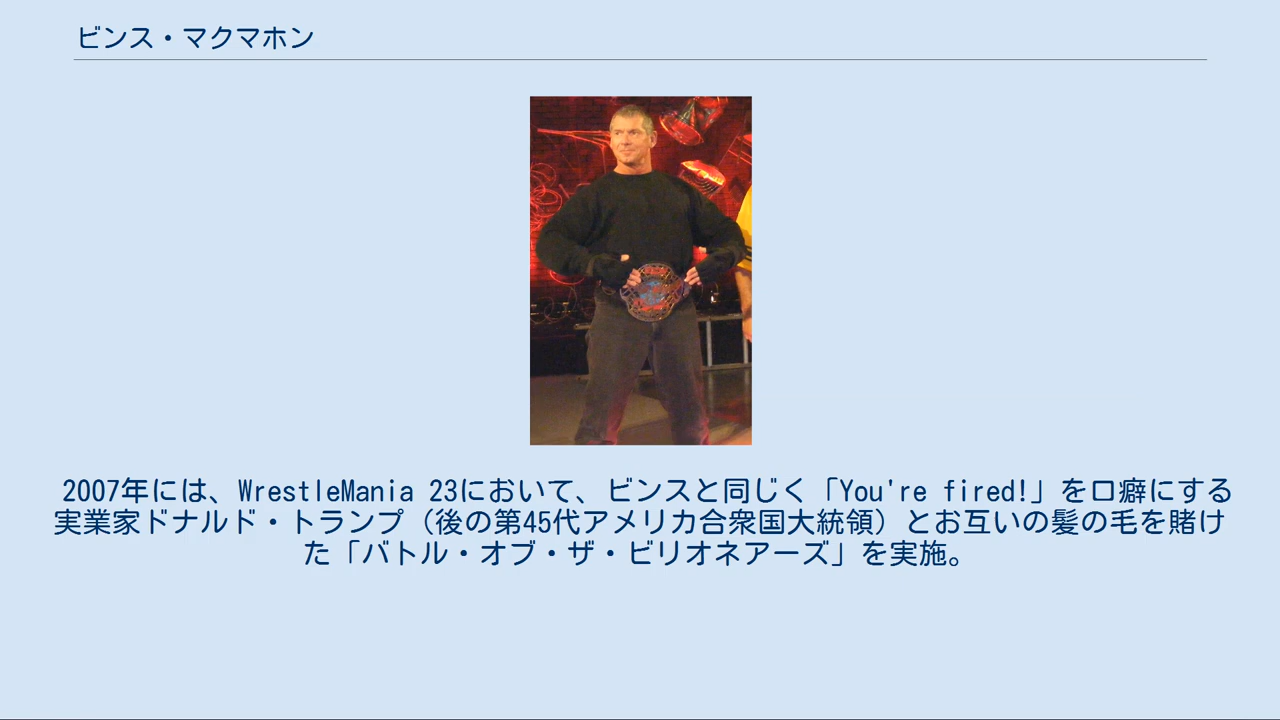 ビンス・マクマホン
2007年には、WrestleMania 23において、ビンスと同じく「You're fired!」を口癖にする
実業家ドナルド・トランプ（後の第45代アメリカ合衆国大統領）とお互いの髪の毛を賭け
た「バトル・オブ・ザ・ビリオネアーズ」を実施。